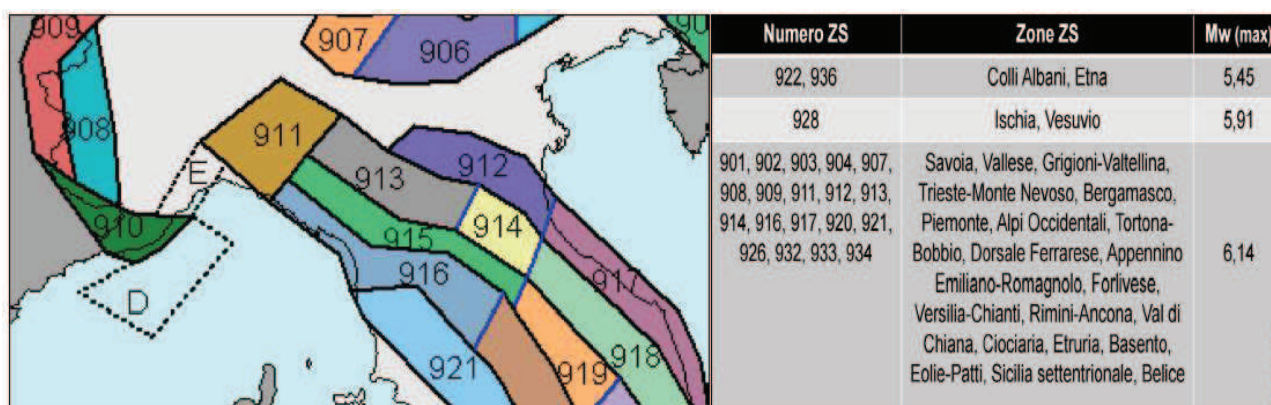 909
907
906
90
908
911
912
E
913
914
910
915
916
917
D
921
919
918
Numero ZS Zone ZS Mw (max)
922, 936 Colli Albani, Etna 5,45
928 Ischia, Vesuvio 5,91
901, 902, 903, 904, 907, Savoia, Vallese, Grigioni-Valtellina,
908, 909, 911, 912, 913, Trieste-Monte Nevoso, Bergamasco,
914, 916, 917, 920, 921, Piemonte, Alpi Occidentali, Tortona-
926, 932, 933, 934 Bobbio, Dorsale Ferrarese, Appennino 6,14
Emiliano-Romagnolo, Forlivese,
Versilia-Chianti, Rimini-Ancona, Val di
Chiana, Ciociaria, Etruria, Basento,
Eolie-Patti, Sicilia settentrionale, Belice